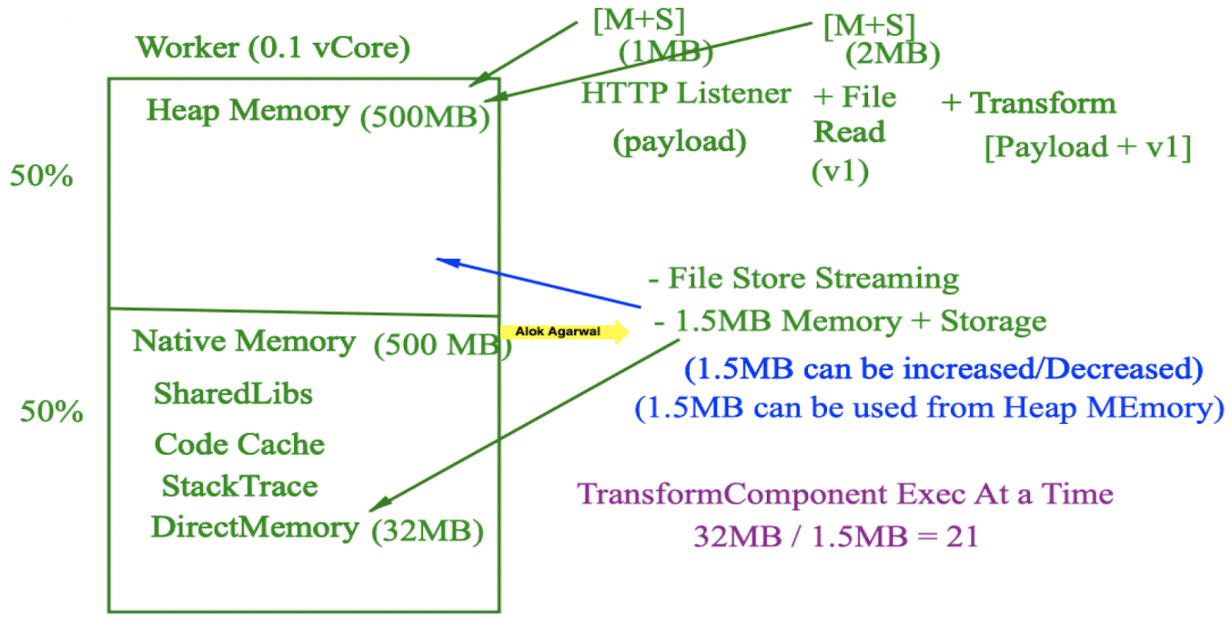 Worker (0.1 vCore)
Heap Memory (500MB)
50%
Native Memory (500 MB)
SharedLibs
Code Cache
StackTrace
DirectMemory (32MB)
50%
[M+S]
(1MB)
[M+S]
(2MB)
HTTP Listener
(payload)
+ File
Read
(v1)
+ Transform
[Payload + v1]
Alok Agarwal
- File Store Streaming
- 1.5MB Memory + Storage
(1.5MB can be increased/Decreased)
(1.5MB can be used from Heap MEmory)
TransformComponent Exec At a Time
32MB / 1.5MB = 21